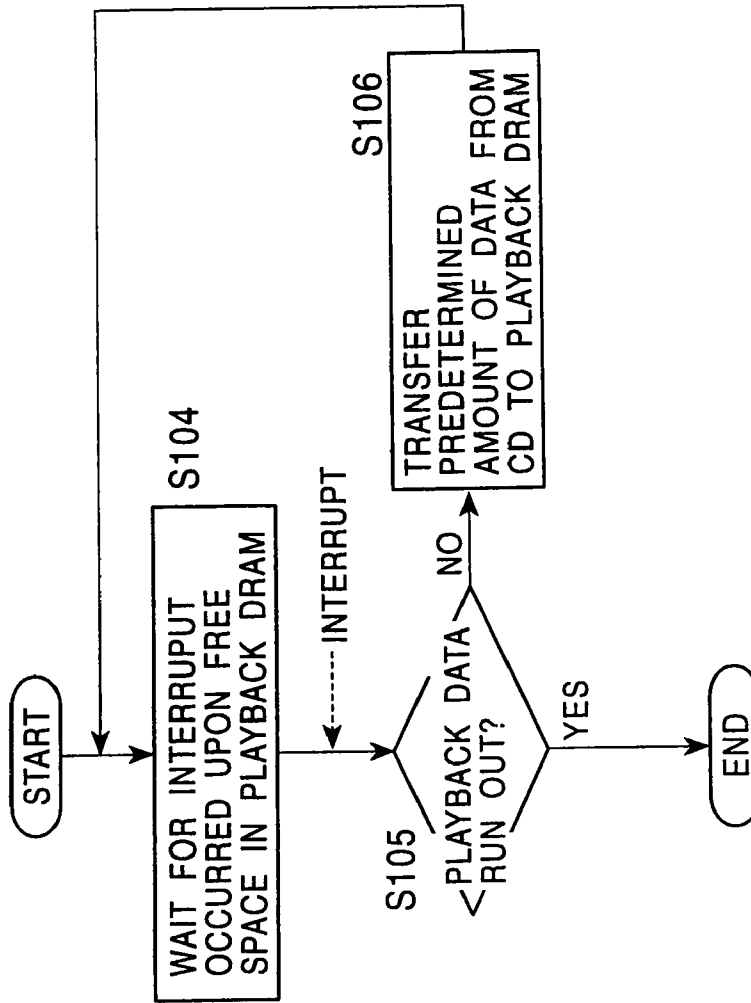 START
WAIT FOR INTERRUPUT
OCCURRED UPON FREE
SPACE IN PLAYBACK DRAM
S104
INTERRUPT
S105
PLAYBACK DATA
RUN OUT?
NO
YES
TRANSFER
PREDETERMINED
AMOUNT OF DATA FROM
CD TO PLAYBACK DRAM
S106
END